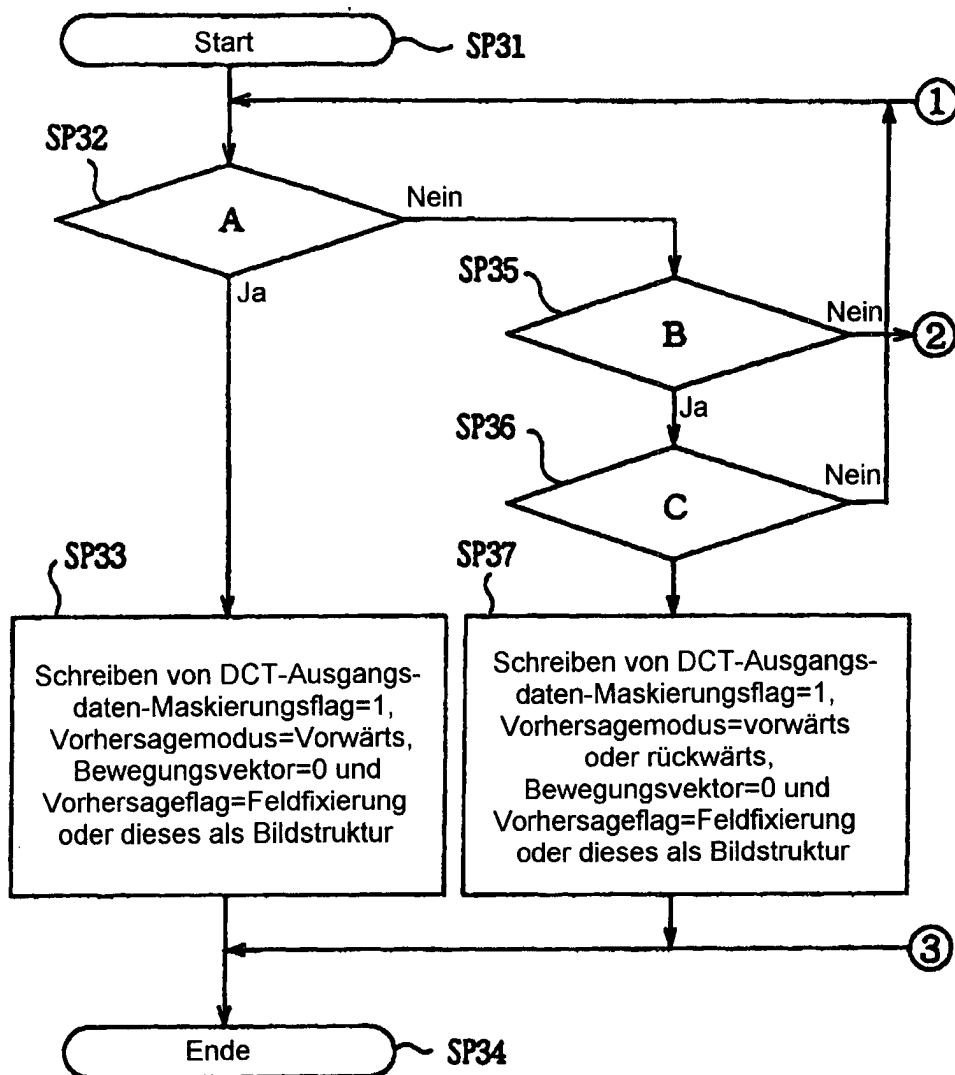 Start
SP31
①
SP32
A
Nein
Ja
SP35
B
Nein
②
Ja
SP36
C
Nein
SP33
Schreiben von DCT-Ausgangs-
daten-Maskierungsflag=1,
Vorhersagemodus=Vorwärts,
Bewegungsvektor=0 und
Vorhersageflag=Feldfixierung
oder dieses als Bildstruktur
SP37
Schreiben von DCT-Ausgangs-
daten-Maskierungsflag=1,
Vorhersagemodus=vorwärts
oder rückwärts,
Bewegungsvektor=0 und
Vorhersageflag=Feldfixierung
oder dieses als Bildstruktur
③
Ende
SP34